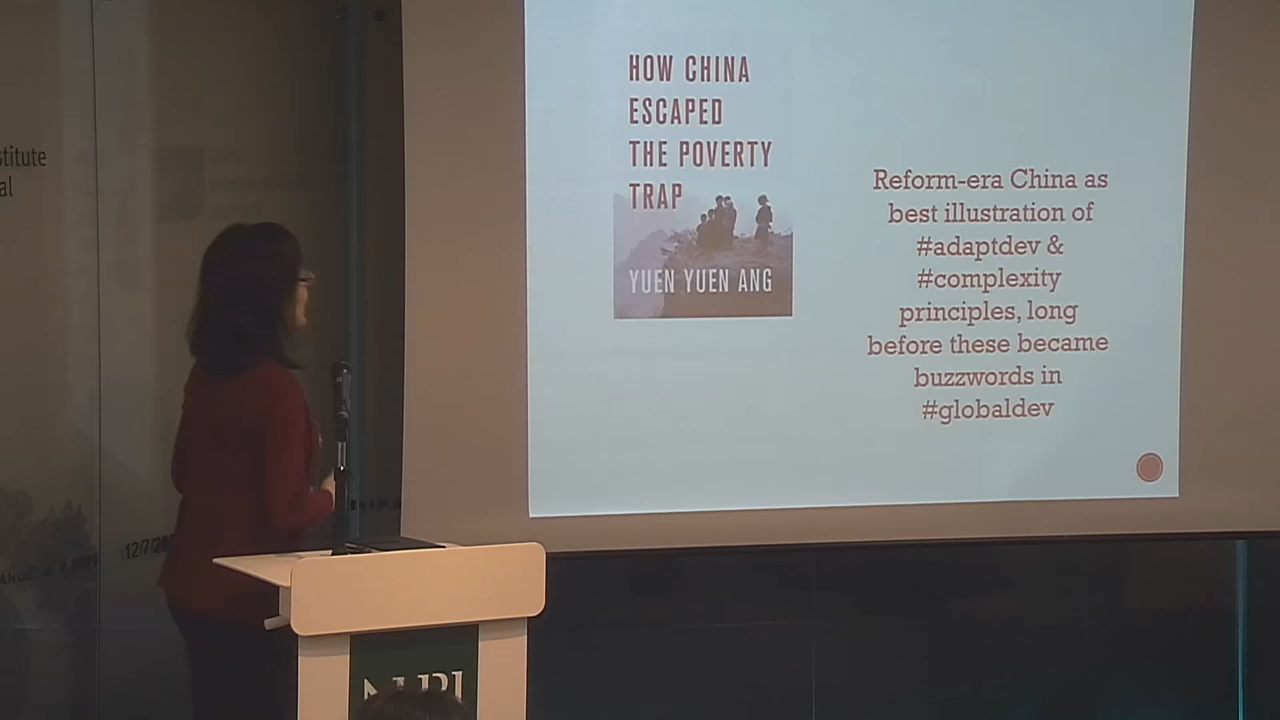 stitute
al
HOW CHINA
ESCAPED
THE POVERTY
TRAP
YUEN YUEN ANG
Reform-era China as
best illustration of
#adaptdev &
#complexity
principles, long
before these became
buzzwords in
#globaldev